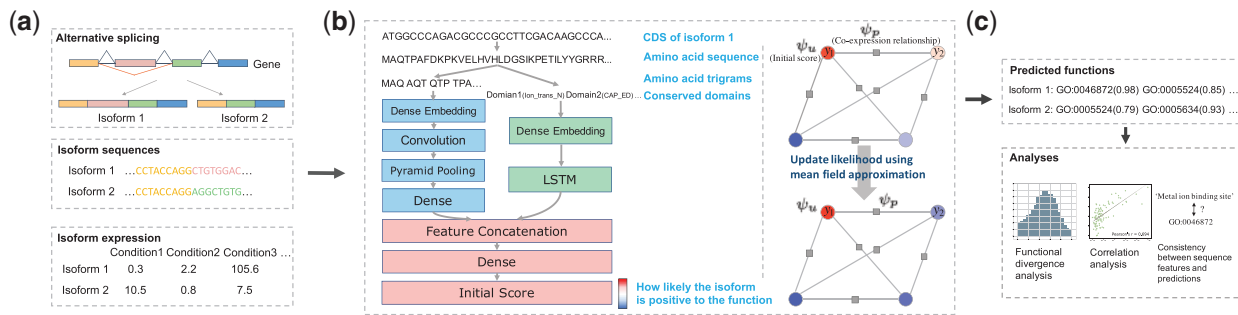 (a)
Alternative splicing
Gene
Isoform 1 Isoform 2
Isoform sequences
Isoform 1 …CCTACCAGGCTGTGGAC…
Isoform 2 …CCTACCAGGAGGCTGTG…
Isoform expression
Condition1 Condition2 Condition3 …
Isoform 1 0.3 2.2 105.6
Isoform 2 10.5 0.8 7.5
(b)
ATGGCCCAGACGCCCGCCTTCGACAAGCCCA...
CDS of isoform 1
MAQTPAFDKPKVELHVHLDGSIKPETILYYGRRR...
Amino acid sequence
MAQ AQT QTP TPA...
Amino acid trigrams
Domian1(Ion_trans_N) Domain2(CAP_ED)...
Conserved domains
Dense Embedding
Convolution
Pyramid Pooling
Dense
Dense Embedding
LSTM
Feature Concatenation
Dense
Initial Score
How likely the isoform
is positive to the function
ψu
(Initial score)
ψp
(Co-expression relationship)
y1
y2
Update likelihood using
mean field approximation
ψu
ψp
y1
y2
(c)
Predicted functions
Isoform 1: GO:0046872(0.98) GO:0005524(0.85) ...
Isoform 2: GO:0005524(0.79) GO:0005634(0.93) ...
Analyses
Functional
divergence
analysis
Pearson's r = 0.694
Correlation
analysis
'Metal ion binding site'
?
GO:0046872
Consistency
between sequence
features and
predictions